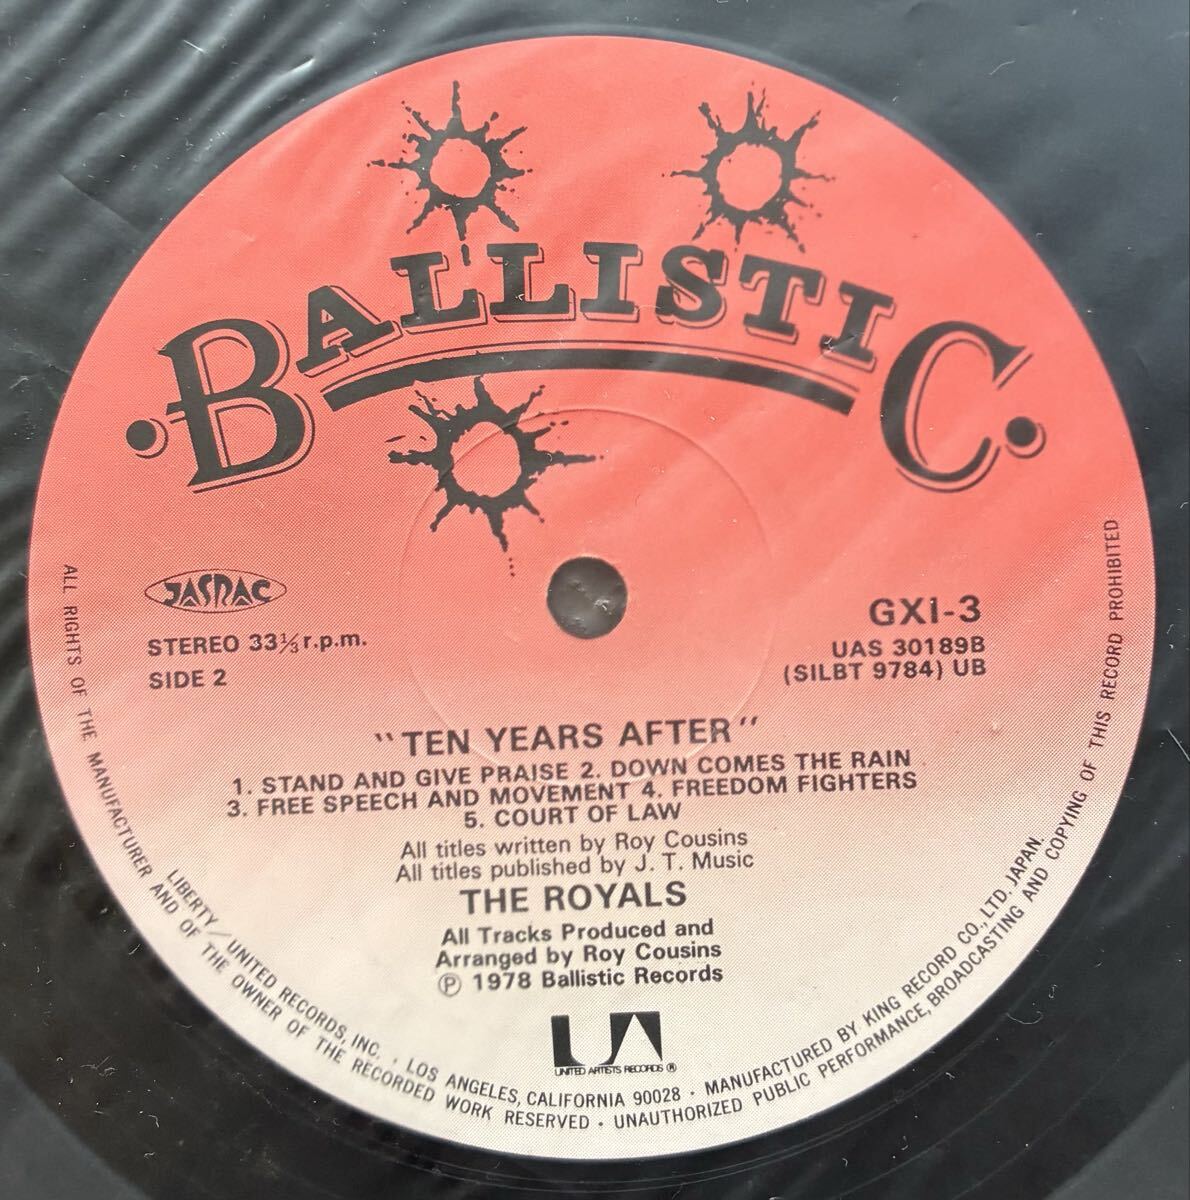 BALLISTIC
JASRAC
STEREO 33⅓ r.p.m.
SIDE 2
GXI-3
UAS 30189B
(SILBT 9784) UB
"TEN YEARS AFTER"
1. STAND AND GIVE PRAISE 2. DOWN COMES THE RAIN
3. FREE SPEECH AND MOVEMENT 4. FREEDOM FIGHTERS
5. COURT OF LAW
All titles written by Roy Cousins
All titles published by J. T. Music
THE ROYALS
All Tracks Produced and
Arranged by Roy Cousins
Ⓟ 1978 Ballistic Records
UA
UNITED ARTISTS RECORDS ®
LIBERTY/UNITED RECORDS, INC. · LOS ANGELES, CALIFORNIA 90028 · MANUFACTURED BY KING RECORD CO., LTD. JAPAN.
ALL RIGHTS OF THE MANUFACTURER AND OF THE OWNER OF THE RECORDED WORK RESERVED · UNAUTHORIZED PUBLIC PERFORMANCE, BROADCASTING AND COPYING OF THIS RECORD PROHIBITED